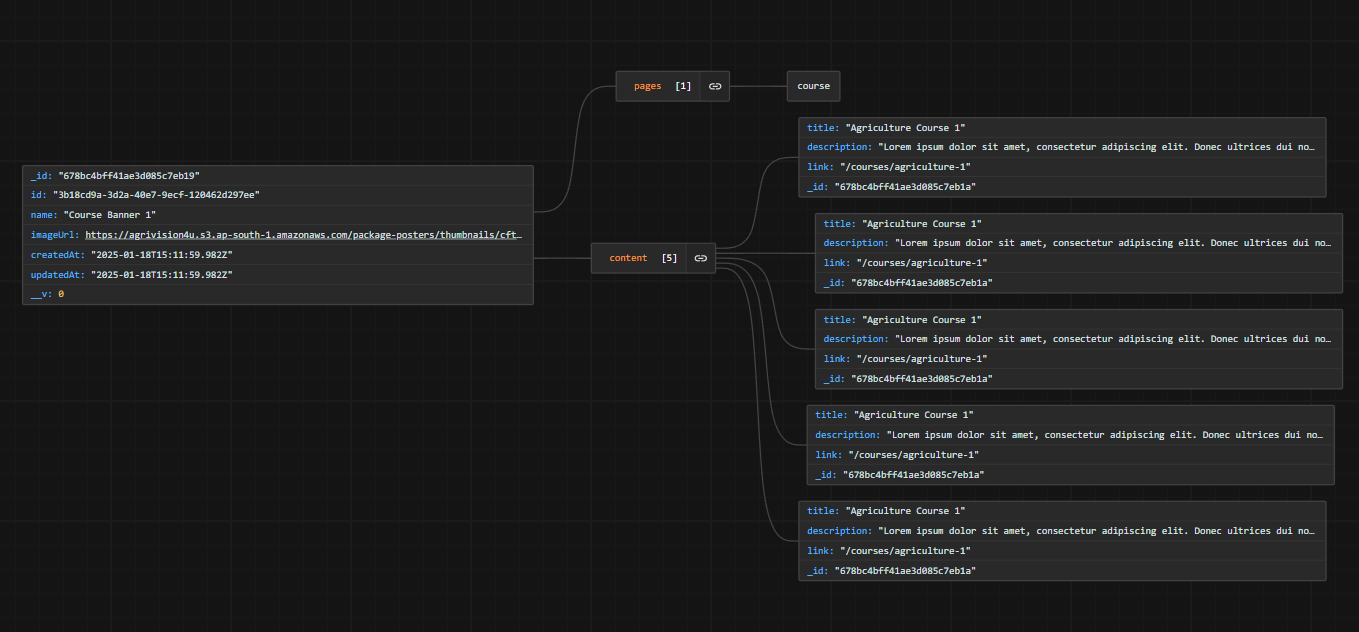 pages [1]
course
_id: "678bc4bff41ae3d085c7eb19"
id: "3b18cd9a-3d2a-40e7-9ecf-120462d297ee"
name: "Course Banner 1"
imageUrl: https://agrivision4u.s3.ap-south-1.amazonaws.com/package-posters/thumbnails/cft…
createdAt: "2025-01-18T15:11:59.982Z"
updatedAt: "2025-01-18T15:11:59.982Z"
__v: 0
content [5]
title: "Agriculture Course 1"
description: "Lorem ipsum dolor sit amet, consectetur adipiscing elit. Donec ultrices dui no…
link: "/courses/agriculture-1"
_id: "678bc4bff41ae3d085c7eb1a"
title: "Agriculture Course 1"
description: "Lorem ipsum dolor sit amet, consectetur adipiscing elit. Donec ultrices dui no…
link: "/courses/agriculture-1"
_id: "678bc4bff41ae3d085c7eb1a"
title: "Agriculture Course 1"
description: "Lorem ipsum dolor sit amet, consectetur adipiscing elit. Donec ultrices dui no…
link: "/courses/agriculture-1"
_id: "678bc4bff41ae3d085c7eb1a"
title: "Agriculture Course 1"
description: "Lorem ipsum dolor sit amet, consectetur adipiscing elit. Donec ultrices dui no…
link: "/courses/agriculture-1"
_id: "678bc4bff41ae3d085c7eb1a"
title: "Agriculture Course 1"
description: "Lorem ipsum dolor sit amet, consectetur adipiscing elit. Donec ultrices dui no…
link: "/courses/agriculture-1"
_id: "678bc4bff41ae3d085c7eb1a"